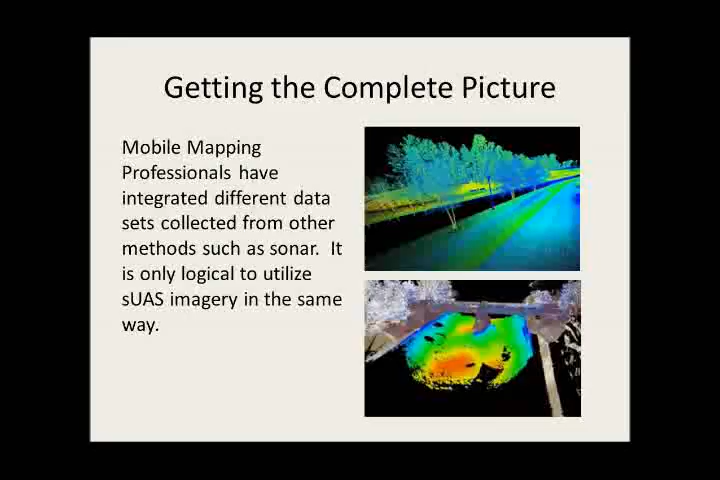 Getting the Complete Picture
Mobile Mapping
Professionals have
integrated different data
sets collected from other
methods such as sonar.  It
is only logical to utilize
sUAS imagery in the same
way.